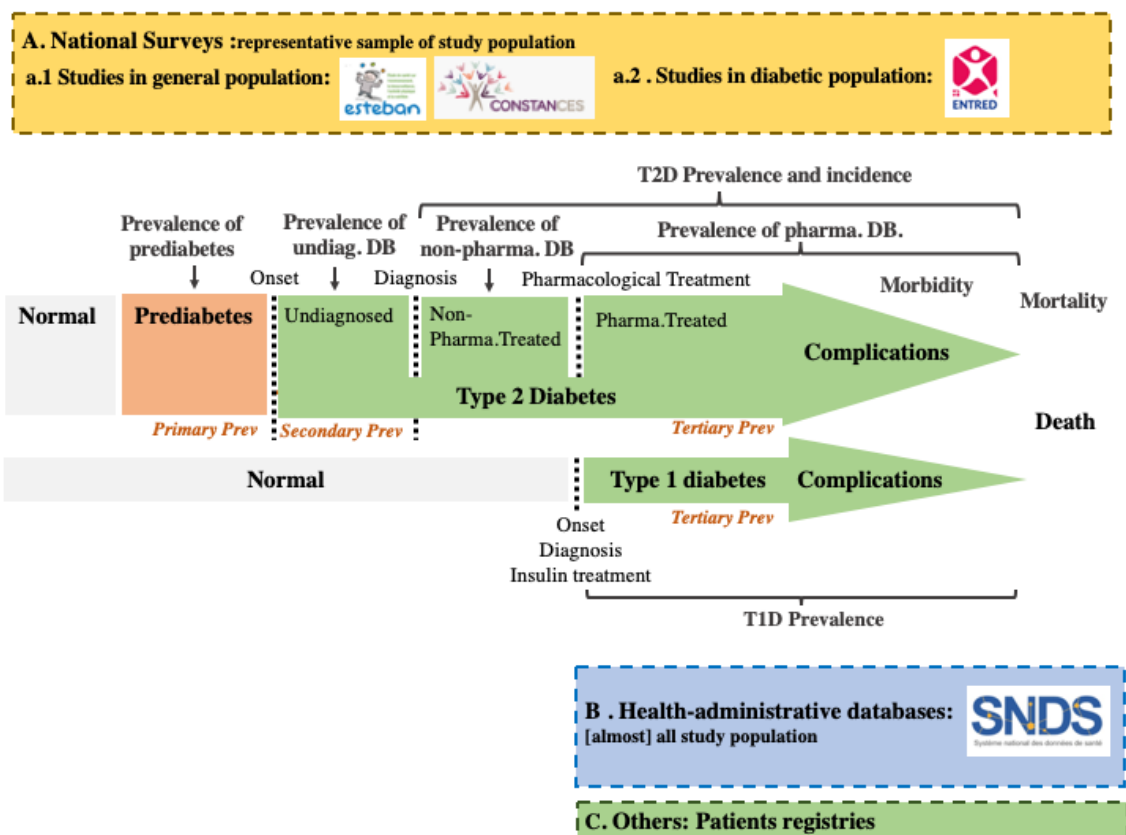 A. National Surveys :representative sample of study population
a.1 Studies in general population:
esteban
CONSTANCES
a.2 . Studies in diabetic population:
ENTRED
T2D Prevalence and incidence
Prevalence of
prediabetes
Prevalence of
undiag. DB
Prevalence of
non-pharma. DB
Prevalence of pharma. DB.
Onset
Diagnosis
Pharmacological Treatment
Morbidity
Mortality
Normal
Prediabetes
Undiagnosed
Non-
Pharma.Treated
Pharma.Treated
Complications
Type 2 Diabetes
Primary Prev
Secondary Prev
Tertiary Prev
Death
Normal
Type 1 diabetes
Complications
Tertiary Prev
Onset
Diagnosis
Insulin treatment
T1D Prevalence
B . Health-administrative databases:
[almost] all study population
SNDS
Système national des données de santé
C. Others: Patients registries